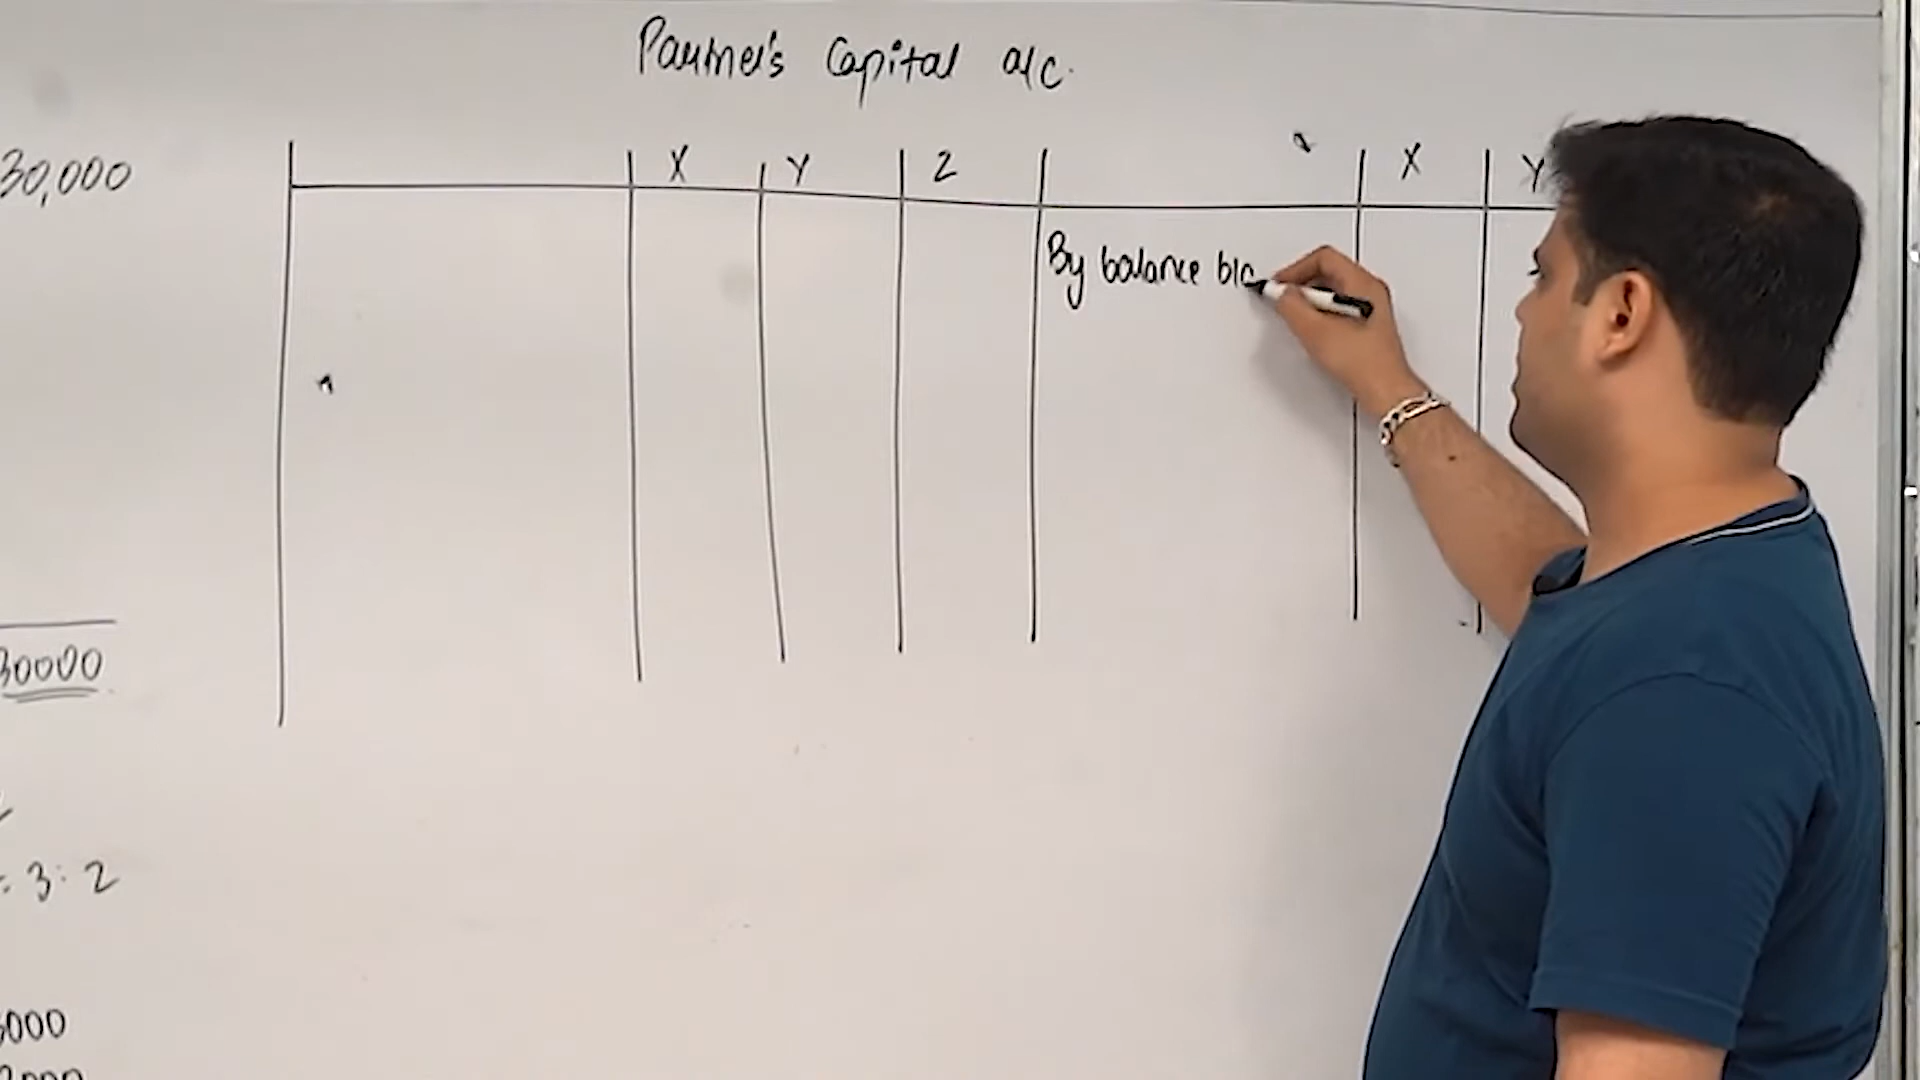 Partner's Capital a/c.
30,000
X Y Z X Y
By balance b/d
30000
= 3:2
000